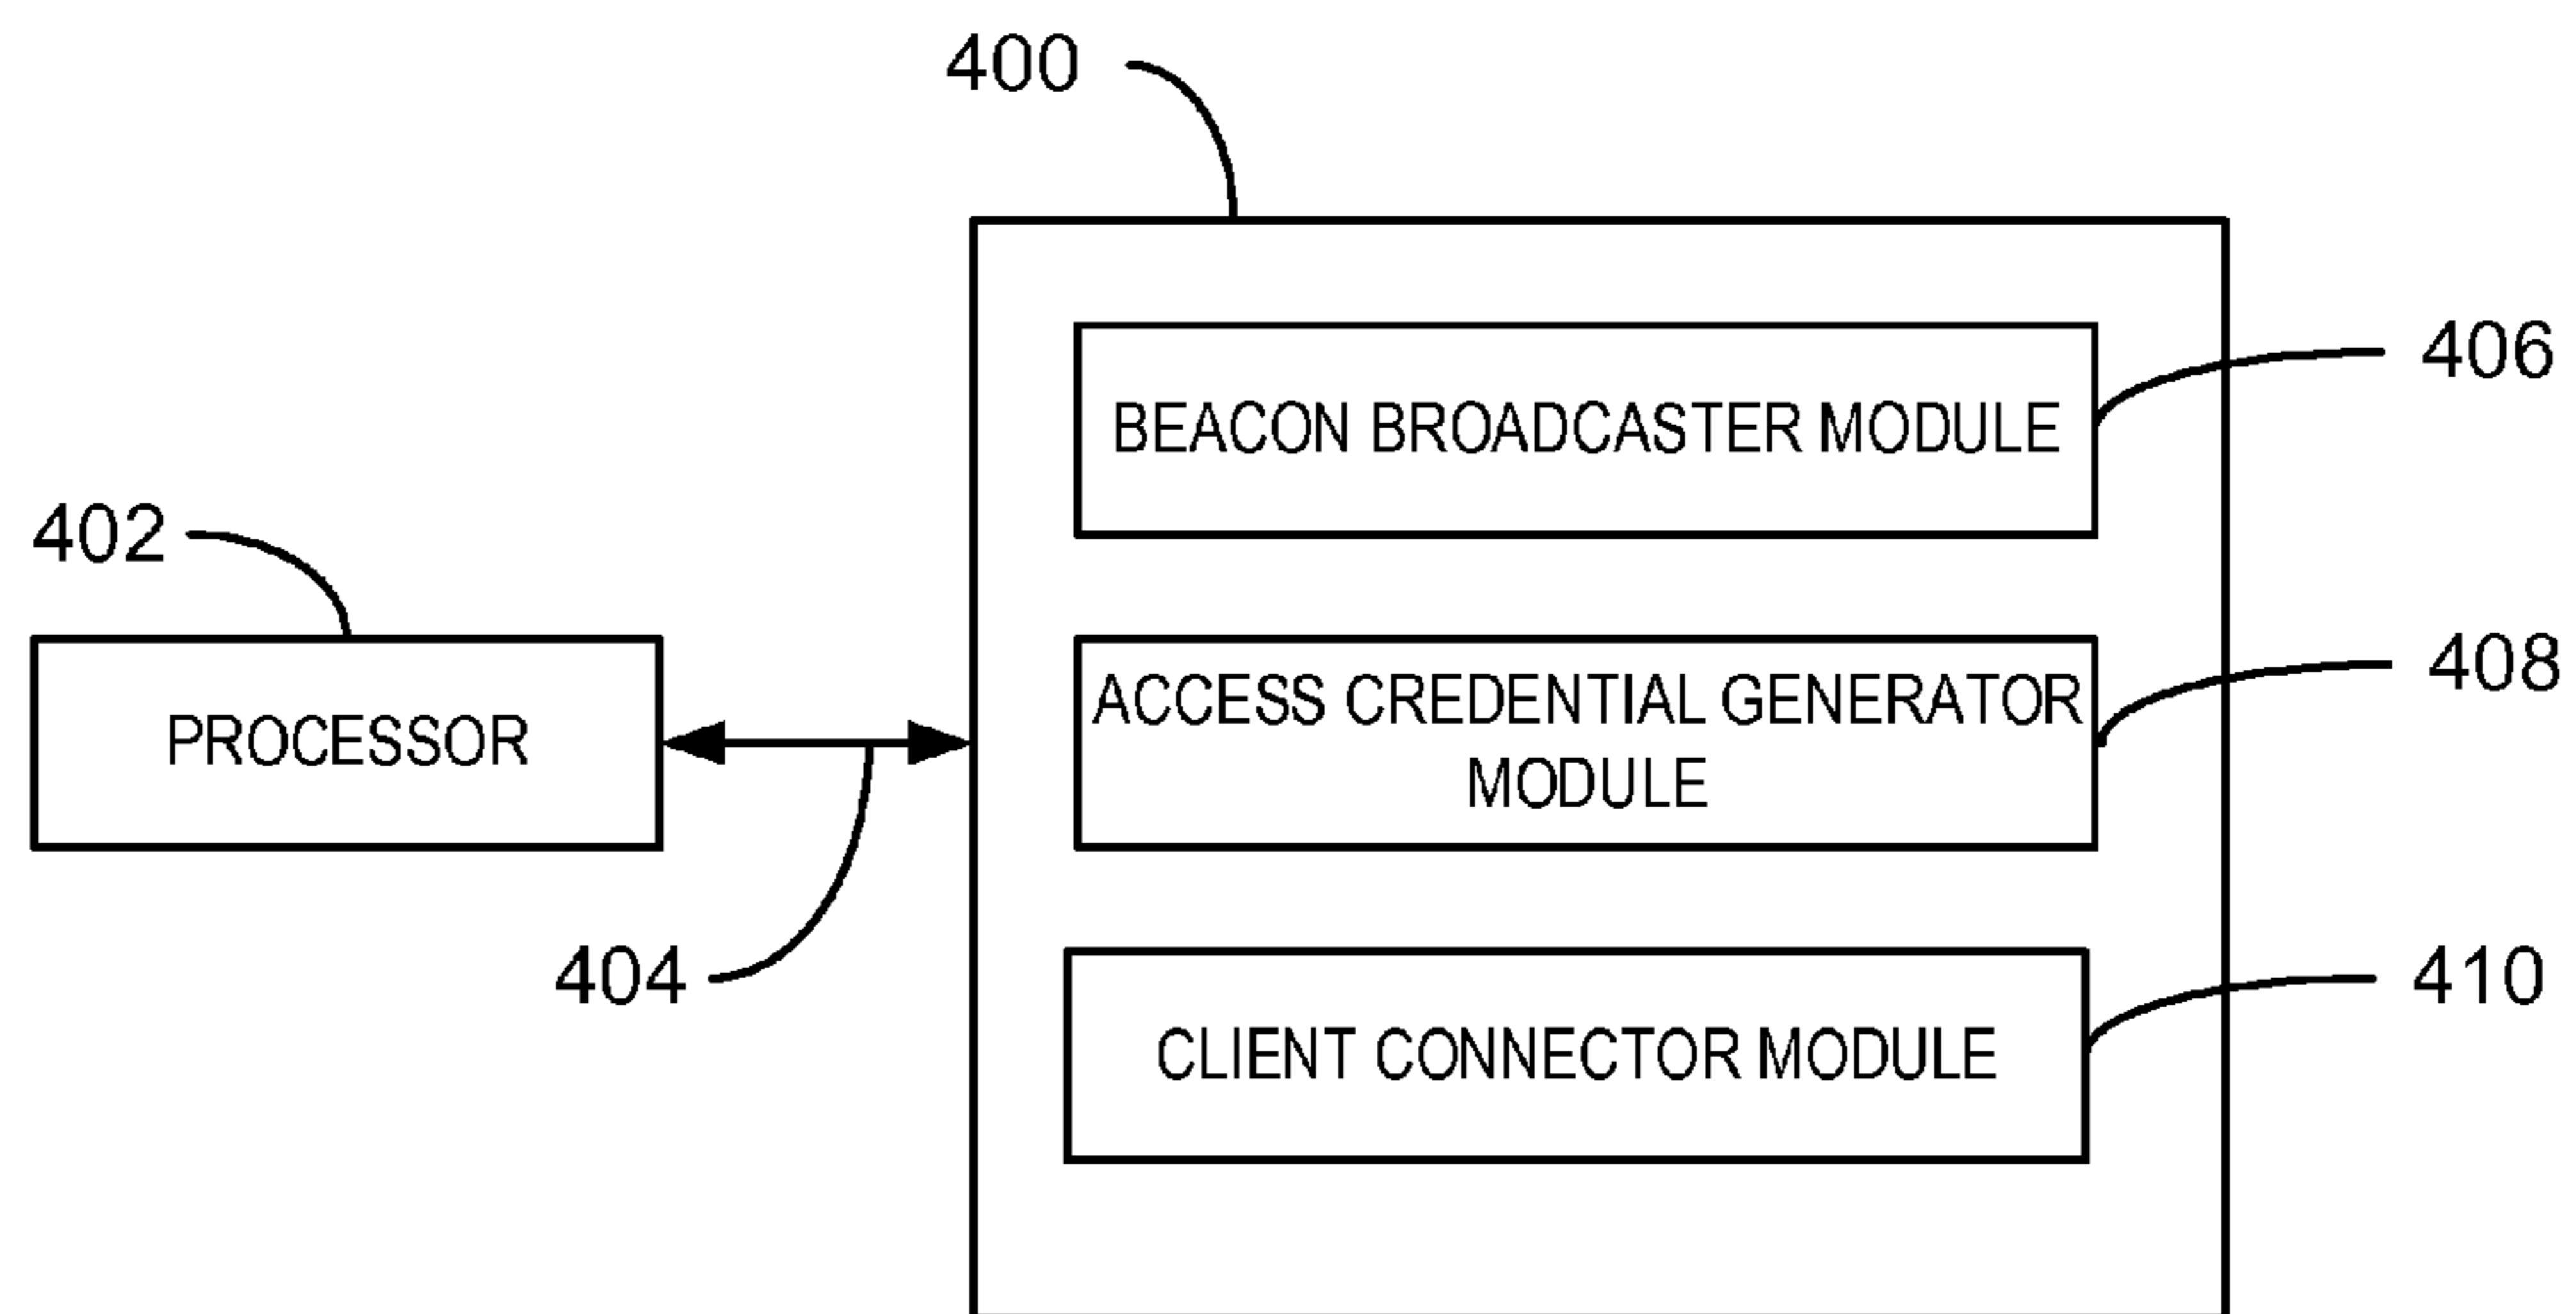 400
BEACON BROADCASTER MODULE
406
402
PROCESSOR
ACCESS CREDENTIAL GENERATOR
MODULE
408
404
CLIENT CONNECTOR MODULE
410